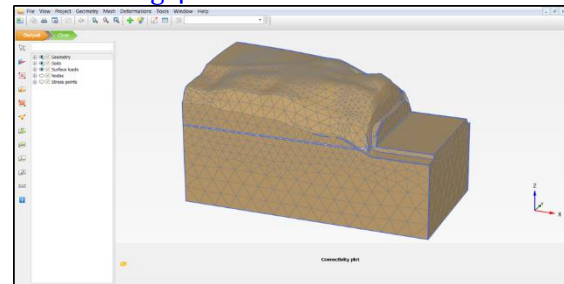 File View Project Geometry Mesh Deformations Tools Window Help
Output
Geometry
Soils
Surface loads
Nodes
Stress points
Z
Y
X
Connectivity plot